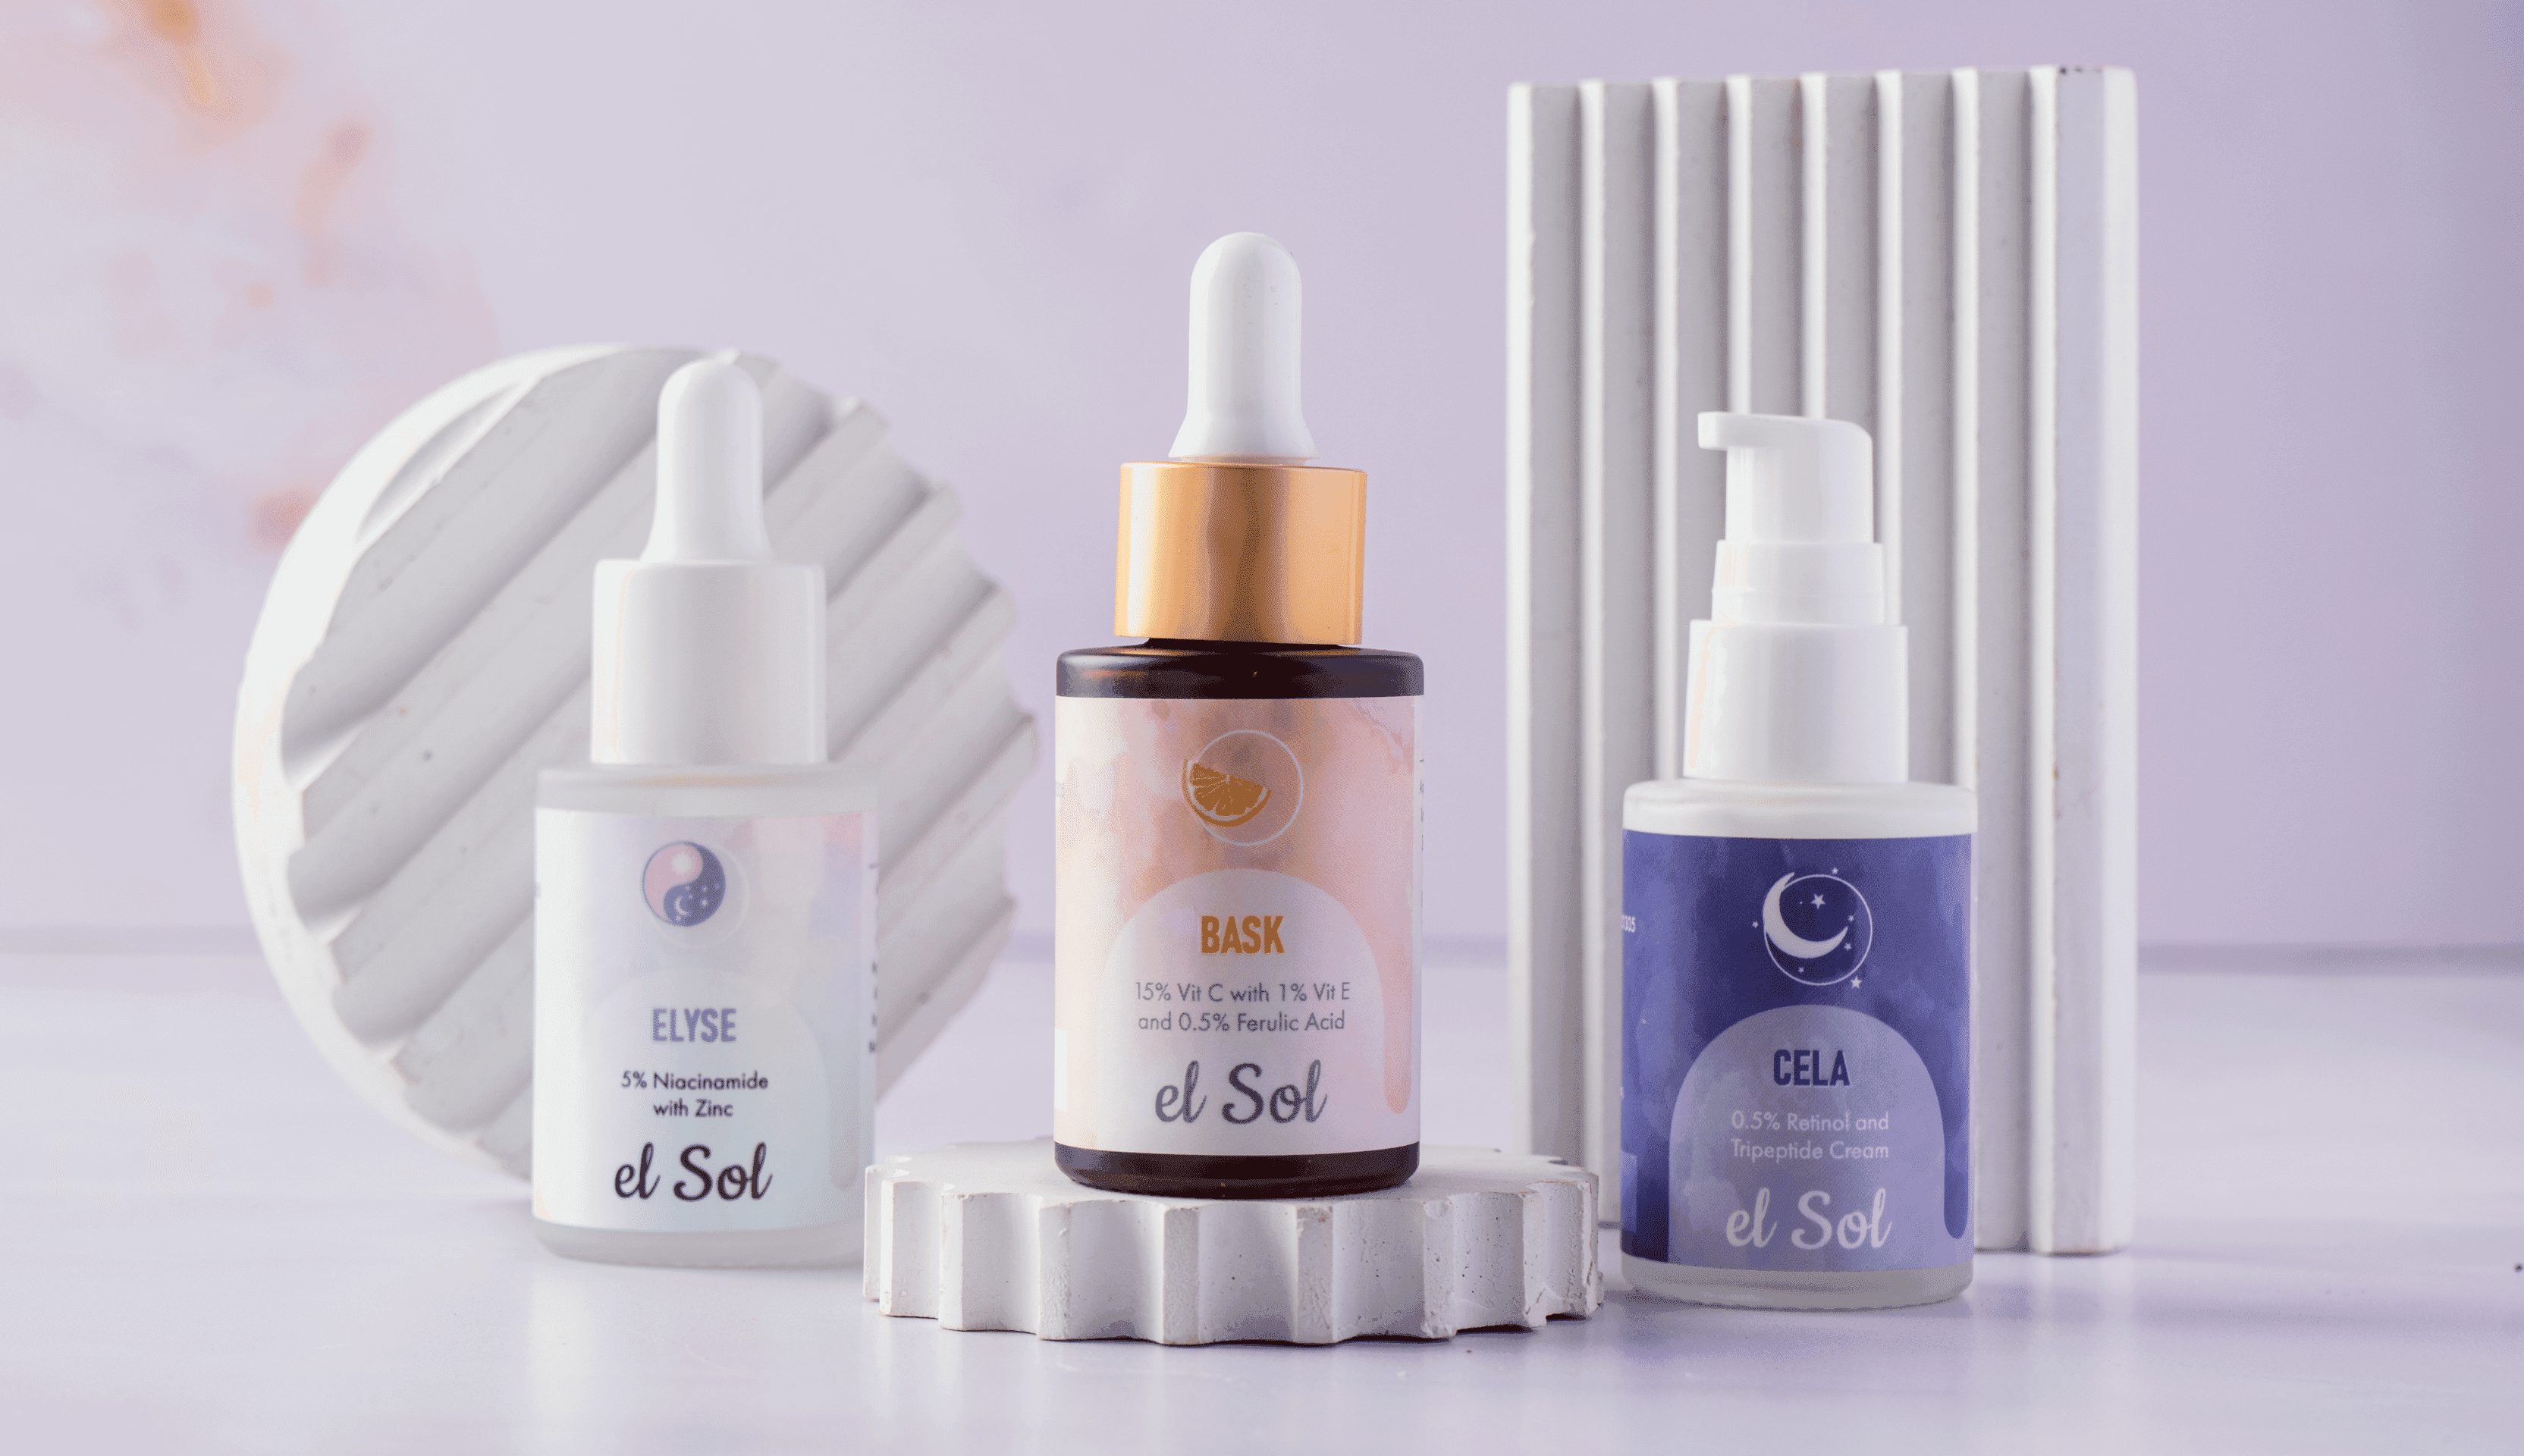 ELYSE
5% Niacinamide
with Zinc
el Sol
BASK
15% Vit C with 1% Vit E
and 0.5% Ferulic Acid
el Sol
CELA
0.5% Retinol and
Tripeptide Cream
el Sol